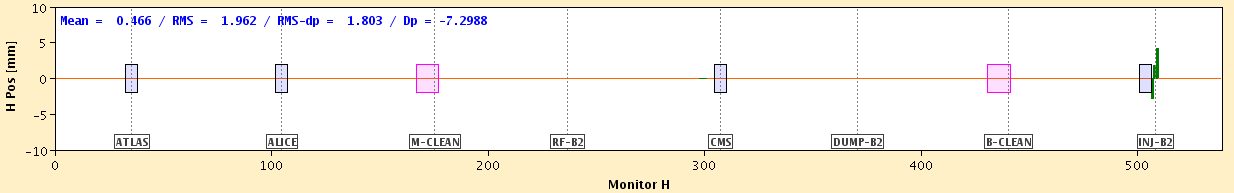 Mean = 0.466 / RMS = 1.962 / RMS-dp = 1.803 / Dp = -7.2988
H Pos [mm]
10
5
0
-5
-10
ATLAS ALICE M-CLEAN RF-B2 CMS DUMP-B2 B-CLEAN INJ-B2
0 100 200 300 400 500
Monitor H